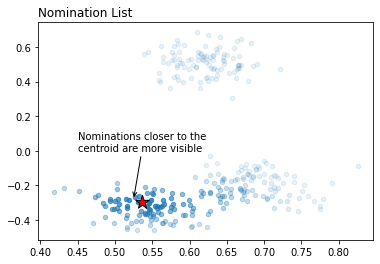 Nomination List
0.6
0.4
0.2
Nominations closer to the
centroid are more visible
0.0
−0.2
−0.4
0.40 0.45 0.50 0.55 0.60 0.65 0.70 0.75 0.80